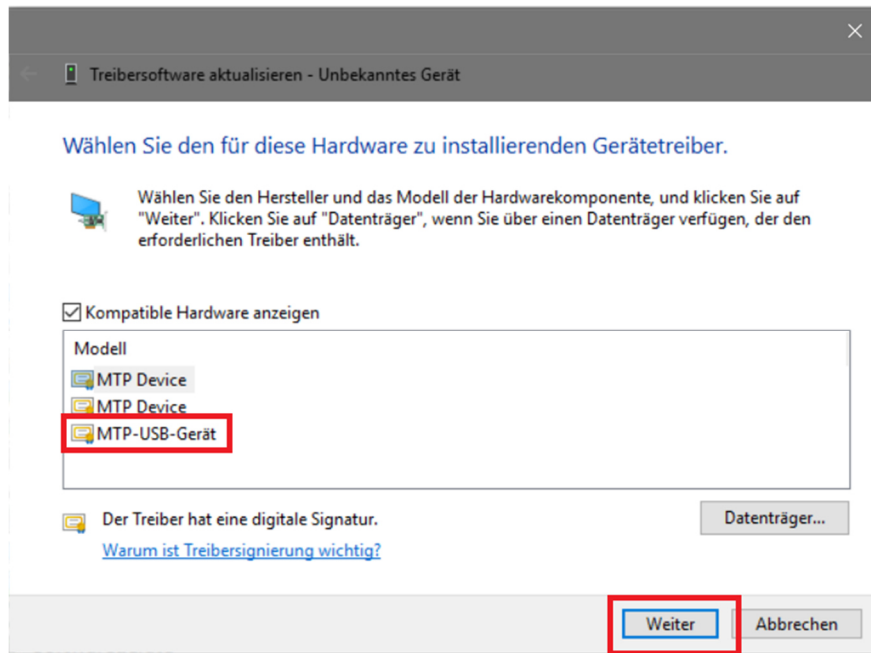 Treibersoftware aktualisieren - Unbekanntes Gerät
Wählen Sie den für diese Hardware zu installierenden Gerätetreiber.
Wählen Sie den Hersteller und das Modell der Hardwarekomponente, und klicken Sie auf
"Weiter". Klicken Sie auf "Datenträger", wenn Sie über einen Datenträger verfügen, der den
erforderlichen Treiber enthält.
Kompatible Hardware anzeigen
Modell
MTP Device
MTP Device
MTP-USB-Gerät
Der Treiber hat eine digitale Signatur.
Datenträger...
Warum ist Treibersignierung wichtig?
Weiter
Abbrechen